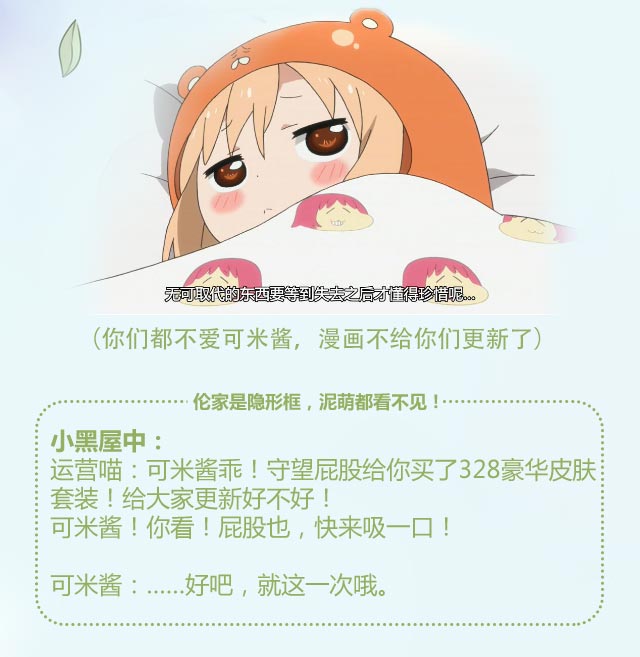 无可取代的东西要等到失去之后才懂得珍惜呢...
（你们都不爱可米酱，漫画不给你们更新了）
伦家是隐形框，泥萌都看不见！
小黑屋中：
运营喵：可米酱乖！守望屁股给你买了328豪华皮肤
套装！给大家更新好不好！
可米酱！你看！屁股也，快来吸一口！
可米酱：……好吧，就这一次哦。